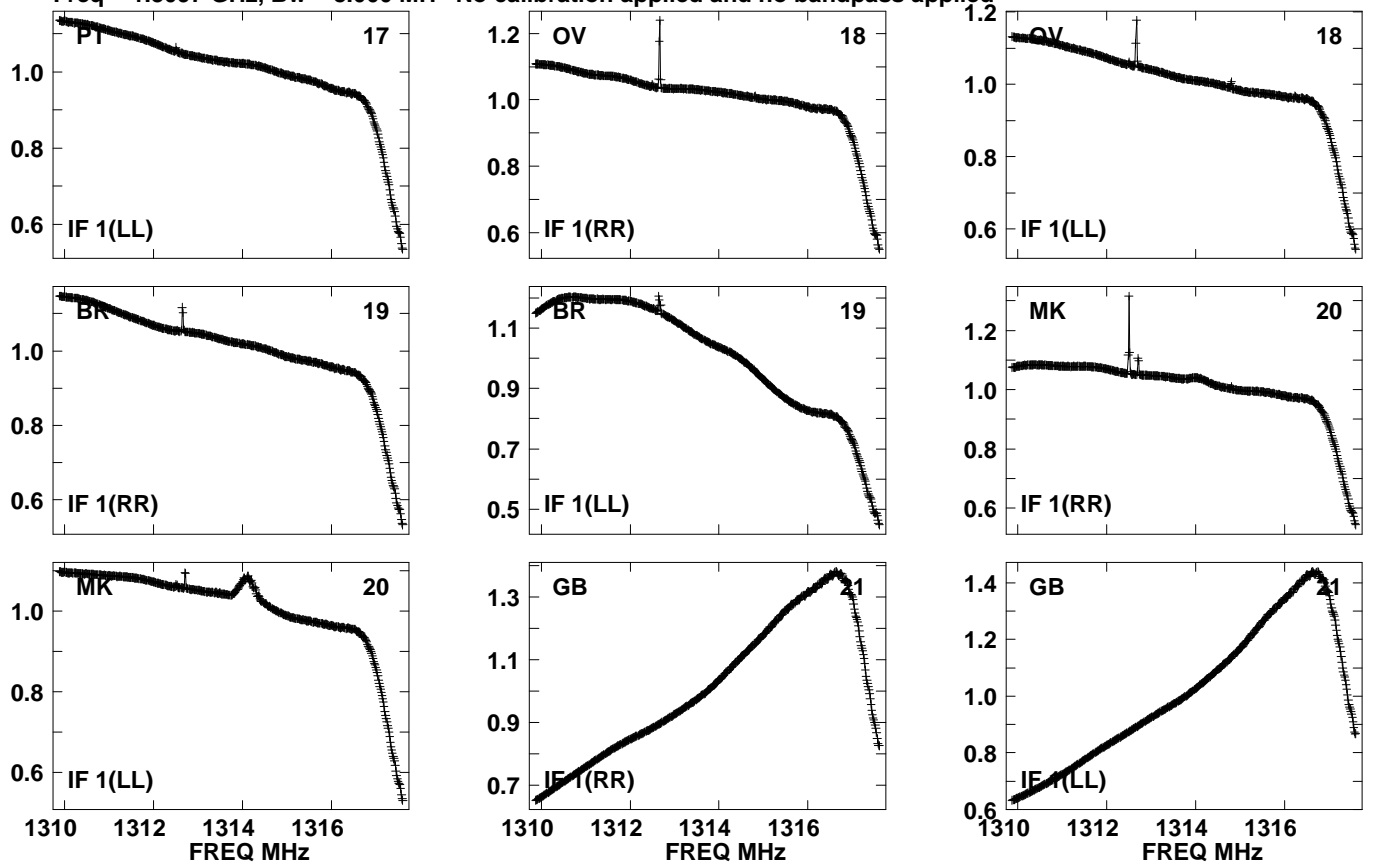 Freq = GHz, Bw = MH No calibration applied and no bandpass applied
PT 17
1.0
0.8
0.6
IF 1(LL)
OV 18
1.2
1.0
0.8
0.6
IF 1(RR)
OV 18
1.2
1.0
0.8
0.6
IF 1(LL)
BR 19
1.0
0.8
0.6
IF 1(RR)
BR 19
1.1
0.9
0.7
0.5
IF 1(LL)
MK 20
1.2
1.0
0.8
0.6
IF 1(RR)
MK 20
1.0
0.8
0.6
IF 1(LL)
1310 1312 1314 1316
FREQ MHz
GB 21
1.3
1.1
0.9
0.7
IF 1(RR)
1310 1312 1314 1316
FREQ MHz
GB 21
1.4
1.2
1.0
0.8
0.6
IF 1(LL)
1310 1312 1314 1316
FREQ MHz